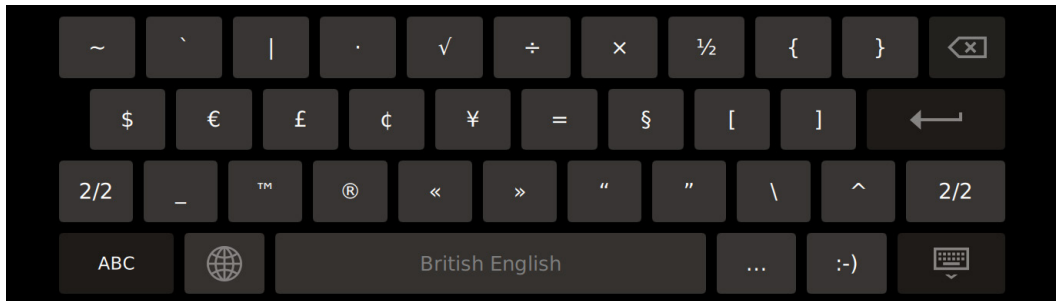 ~ ` | · √ ÷ × ½ { }
$ € £ ¢ ¥ = § [ ]
2/2 _ ™ ® « » “ ” \ ^ 2/2
ABC British English ... :-)